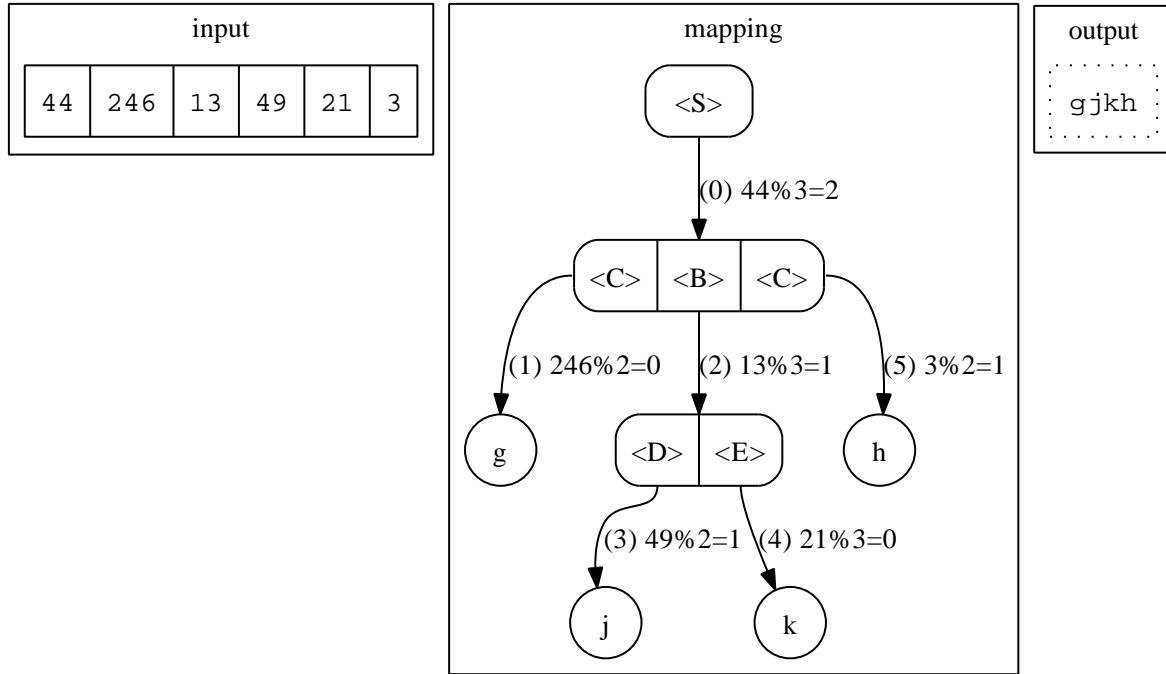 input
44 246 13 49 21 3
mapping
<S>
(0) 44%3=2
<C> <B> <C>
(1) 246%2=0
(2) 13%3=1
(5) 3%2=1
g
<D> <E>
h
(3) 49%2=1
(4) 21%3=0
j
k
output
gjkh